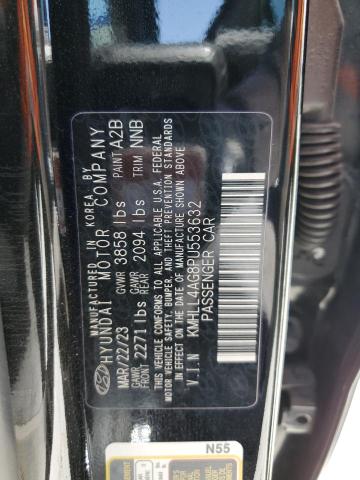 MANUFACTURED IN KOREA BY
HYUNDAI MOTOR COMPANY
MAR/22/23 GVWR 3858 lbs PAINT A2B
GAWR FRONT 2271 lbs GAWR REAR 2094 lbs TRIM NNB
THIS VEHICLE CONFORMS TO ALL APPLICABLE U.S.A. FEDERAL
MOTOR VEHICLE SAFETY, BUMPER, AND THEFT PREVENTION STANDARDS
IN EFFECT ON THE DATE OF MANUFACTURE SHOWN ABOVE
V.I.N KMHLL4AG8PU553632
PASSENGER CAR
N55